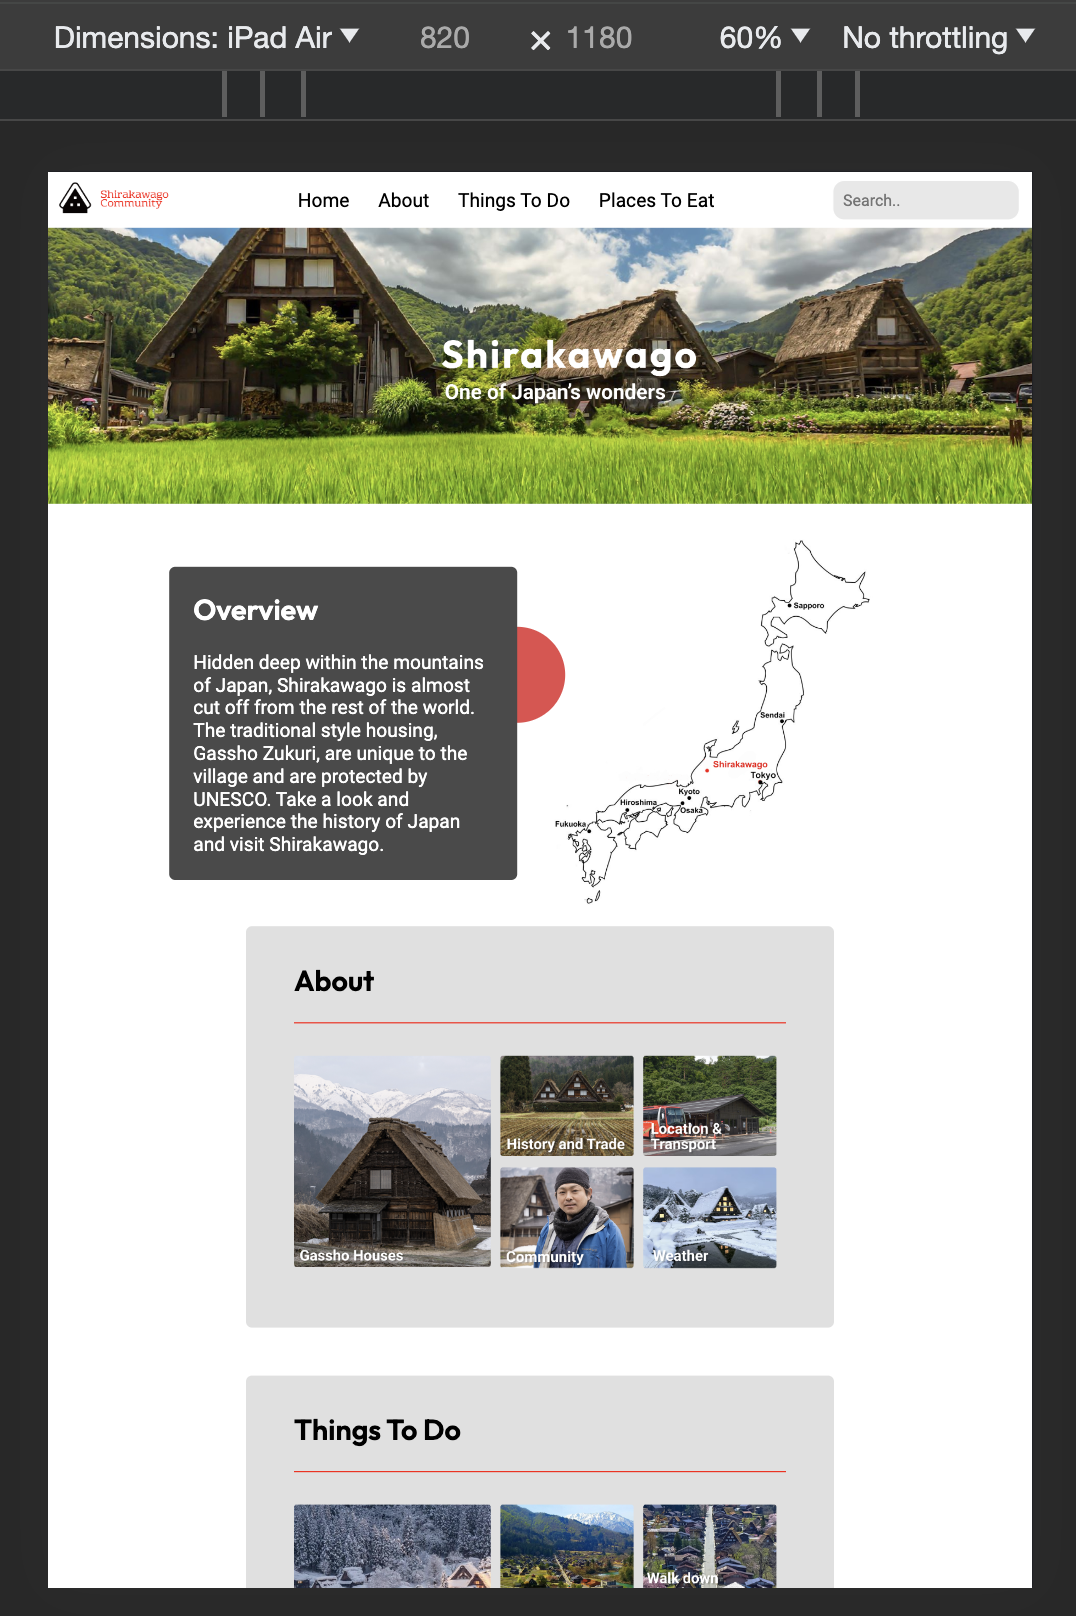 Dimensions: iPad Air ▼ 820 × 1180 60% ▼ No throttling ▼
Shirakawago
Community
Home About Things To Do Places To Eat
Search..
Shirakawago
One of Japan's wonders
Overview
Hidden deep within the mountains
of Japan, Shirakawago is almost
cut off from the rest of the world.
The traditional style housing,
Gassho Zukuri, are unique to the
village and are protected by
UNESCO. Take a look and
experience the history of Japan
and visit Shirakawago.
Sapporo
Sendai
Shirakawago
Tokyo
Kyoto
Hiroshima
Osaka
Fukuoka
About
History and Trade
Location &
Transport
Gassho Houses
Community
Weather
Things To Do
Walk down